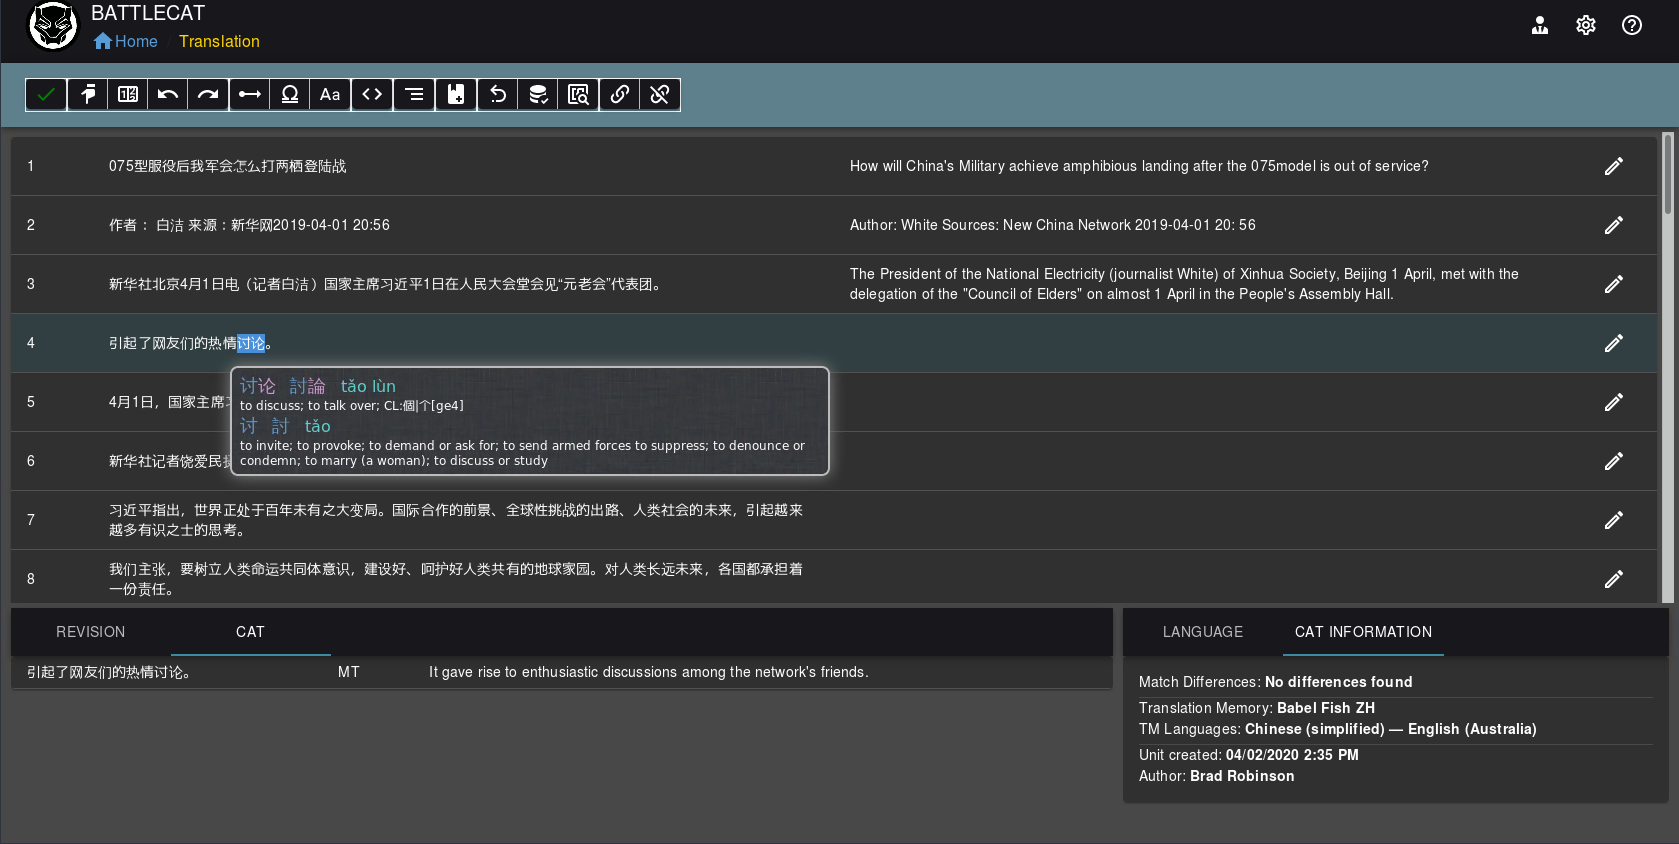 BATTLECAT
Home Translation
Aa
1 075型服役后我军会怎么打两栖登陆战 How will China's Military achieve amphibious landing after the 075model is out of service?
2 作者： 白洁 来源：新华网2019-04-01 20:56 Author: White Sources: New China Network 2019-04-01 20: 56
3 新华社北京4月1日电（记者白洁）国家主席习近平1日在人民大会堂会见“元老会”代表团。 The President of the National Electricity (journalist White) of Xinhua Society, Beijing 1 April, met with the
delegation of the "Council of Elders" on almost 1 April in the People's Assembly Hall.
4 引起了网友们的热情讨论。
讨论 討論 tǎo lùn
to discuss; to talk over; CL:個|个[ge4]
讨 討 tǎo
to invite; to provoke; to demand or ask for; to send armed forces to suppress; to denounce or
condemn; to marry (a woman); to discuss or study
5 4月1日，国家主席
6 新华社记者饶爱民
7 习近平指出，世界正处于百年未有之大变局。国际合作的前景、全球性挑战的出路、人类社会的未来，引起越来
越多有识之士的思考。
8 我们主张，要树立人类命运共同体意识，建设好、呵护好人类共有的地球家园。对人类长远未来，各国都承担着
一份责任。
REVISION CAT
引起了网友们的热情讨论。 MT It gave rise to enthusiastic discussions among the network's friends.
LANGUAGE CAT INFORMATION
Match Differences: No differences found
Translation Memory: Babel Fish ZH
TM Languages: Chinese (simplified) — English (Australia)
Unit created: 04/02/2020 2:35 PM
Author: Brad Robinson